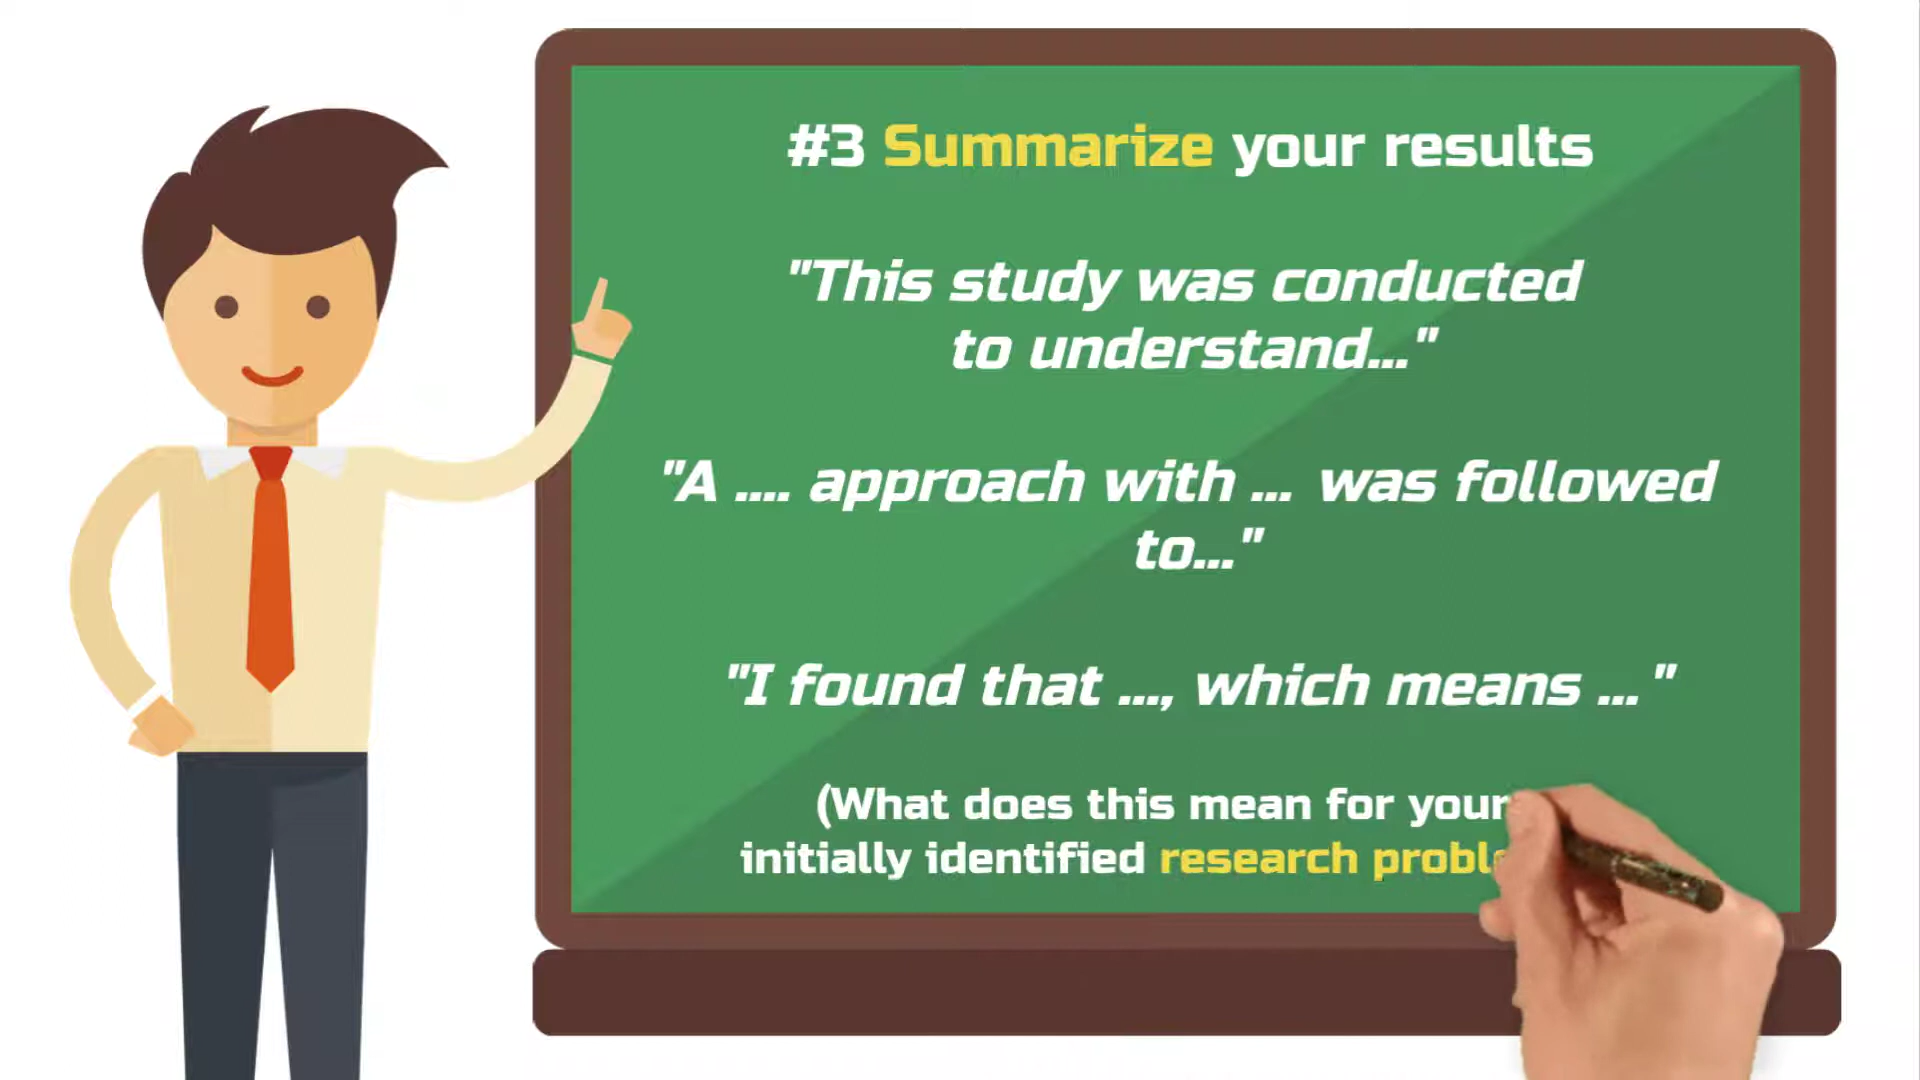 #3 Summarize your results
"This study was conducted
to understand..."
"A .... approach with ... was followed
to..."
"I found that ..., which means ... "
(What does this mean for your
initially identified research